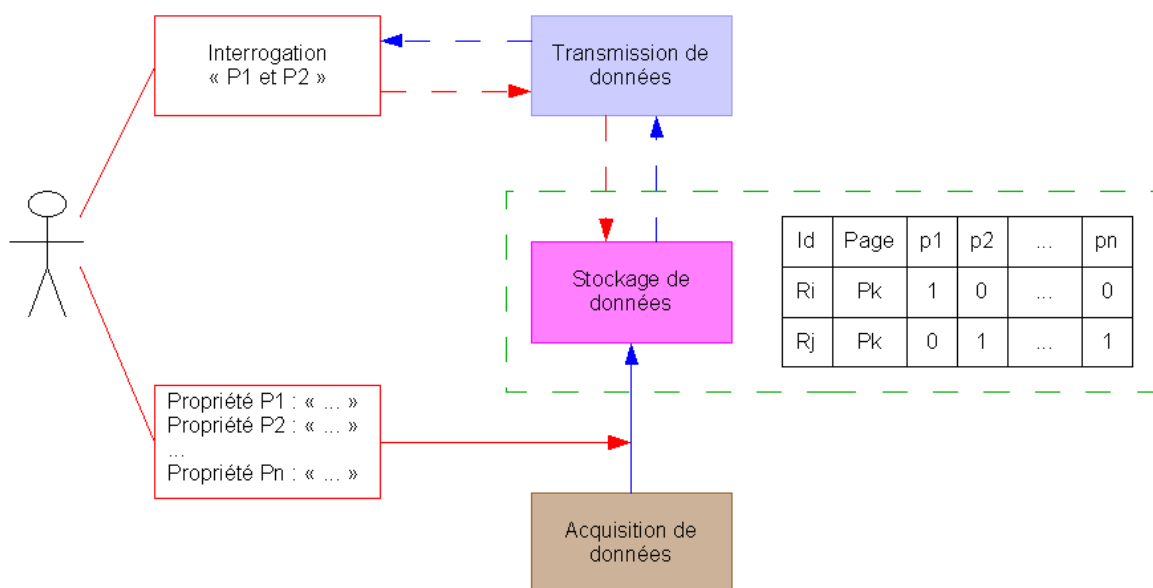 Interrogation
« P1 et P2 »
Transmission de
données
Stockage de
données
Id Page p1 p2 ... pn
Ri Pk 1 0 ... 0
Rj Pk 0 1 ... 1
Propriété P1 : « ... »
Propriété P2 : « ... »
...
Propriété Pn : « ... »
Acquisition de
données